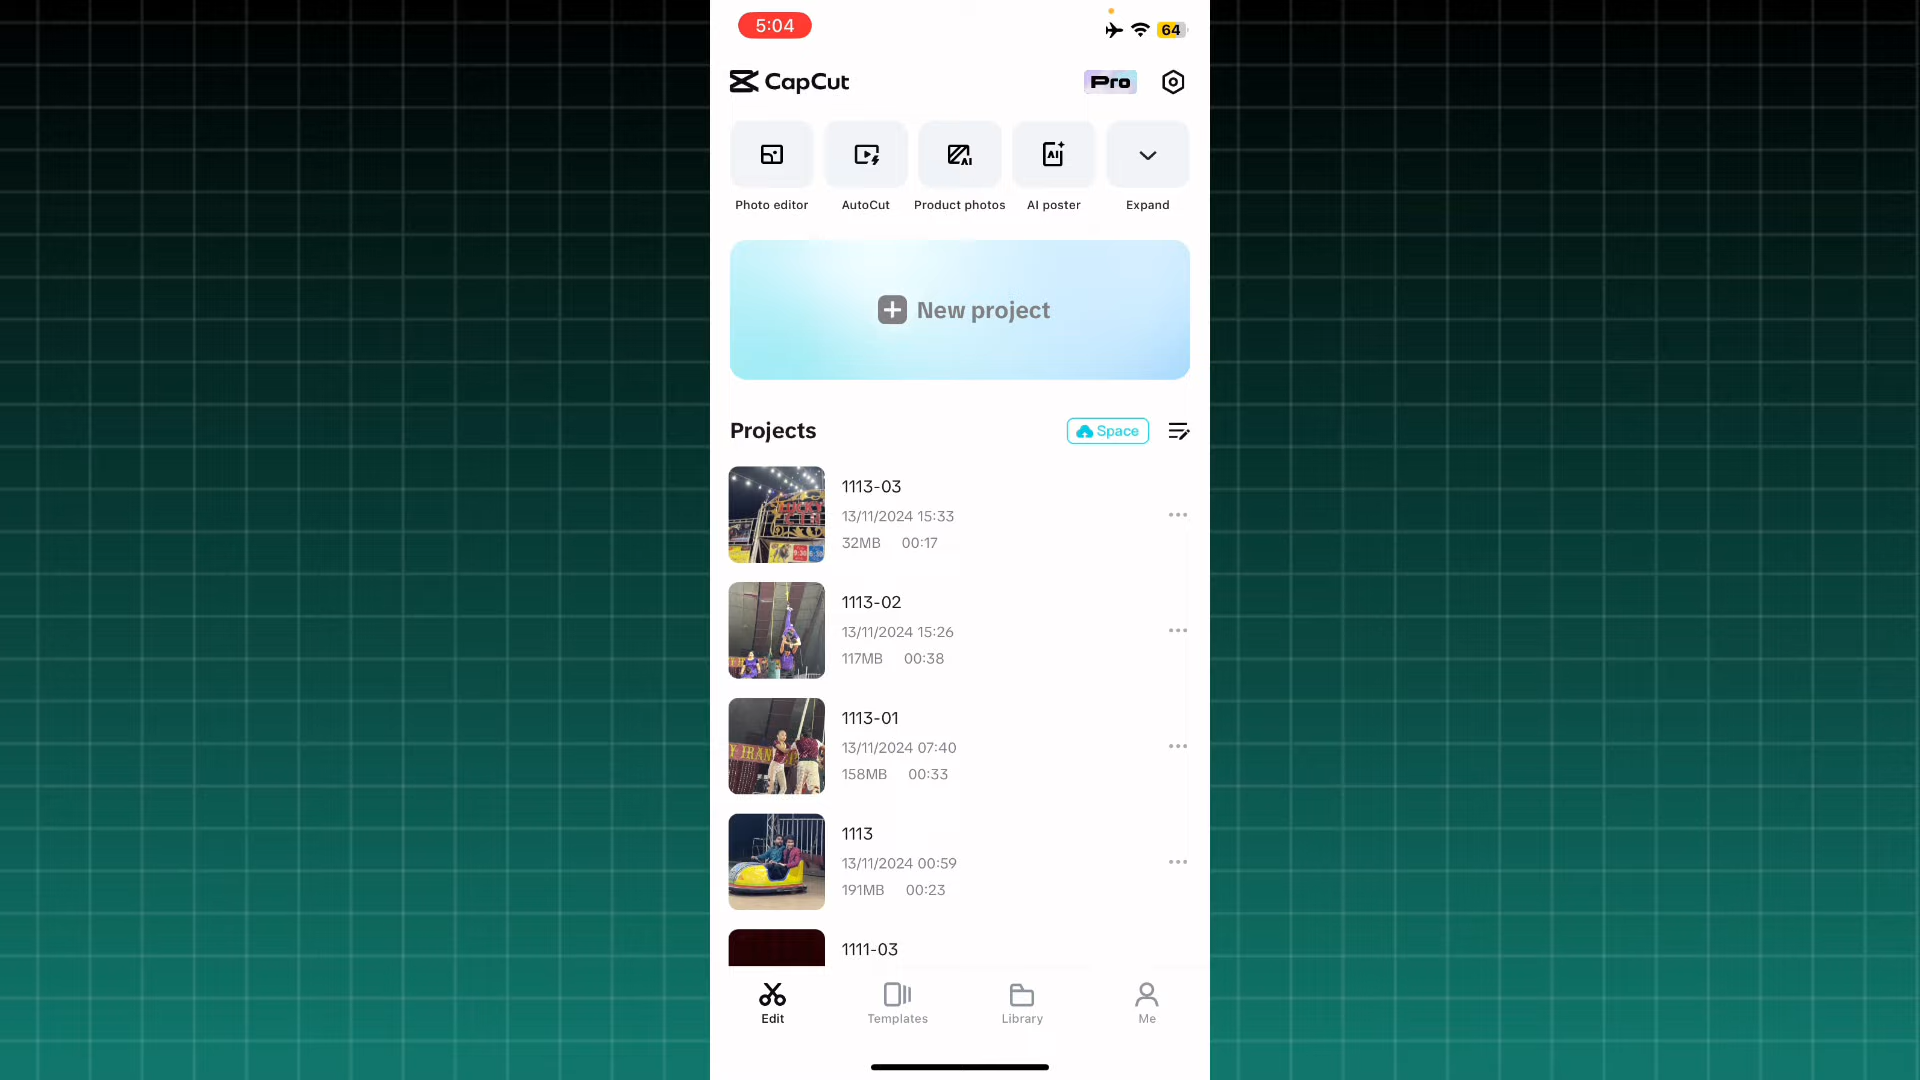 5:04
64
CapCut
Pro
AI
AI
Photo editor
AutoCut
Product photos
AI poster
Expand
New project
Projects
Space
1113-03
13/11/2024 15:33
32MB 00:17
1113-02
13/11/2024 15:26
117MB 00:38
1113-01
13/11/2024 07:40
158MB 00:33
1113
13/11/2024 00:59
191MB 00:23
1111-03
Edit
Templates
Library
Me